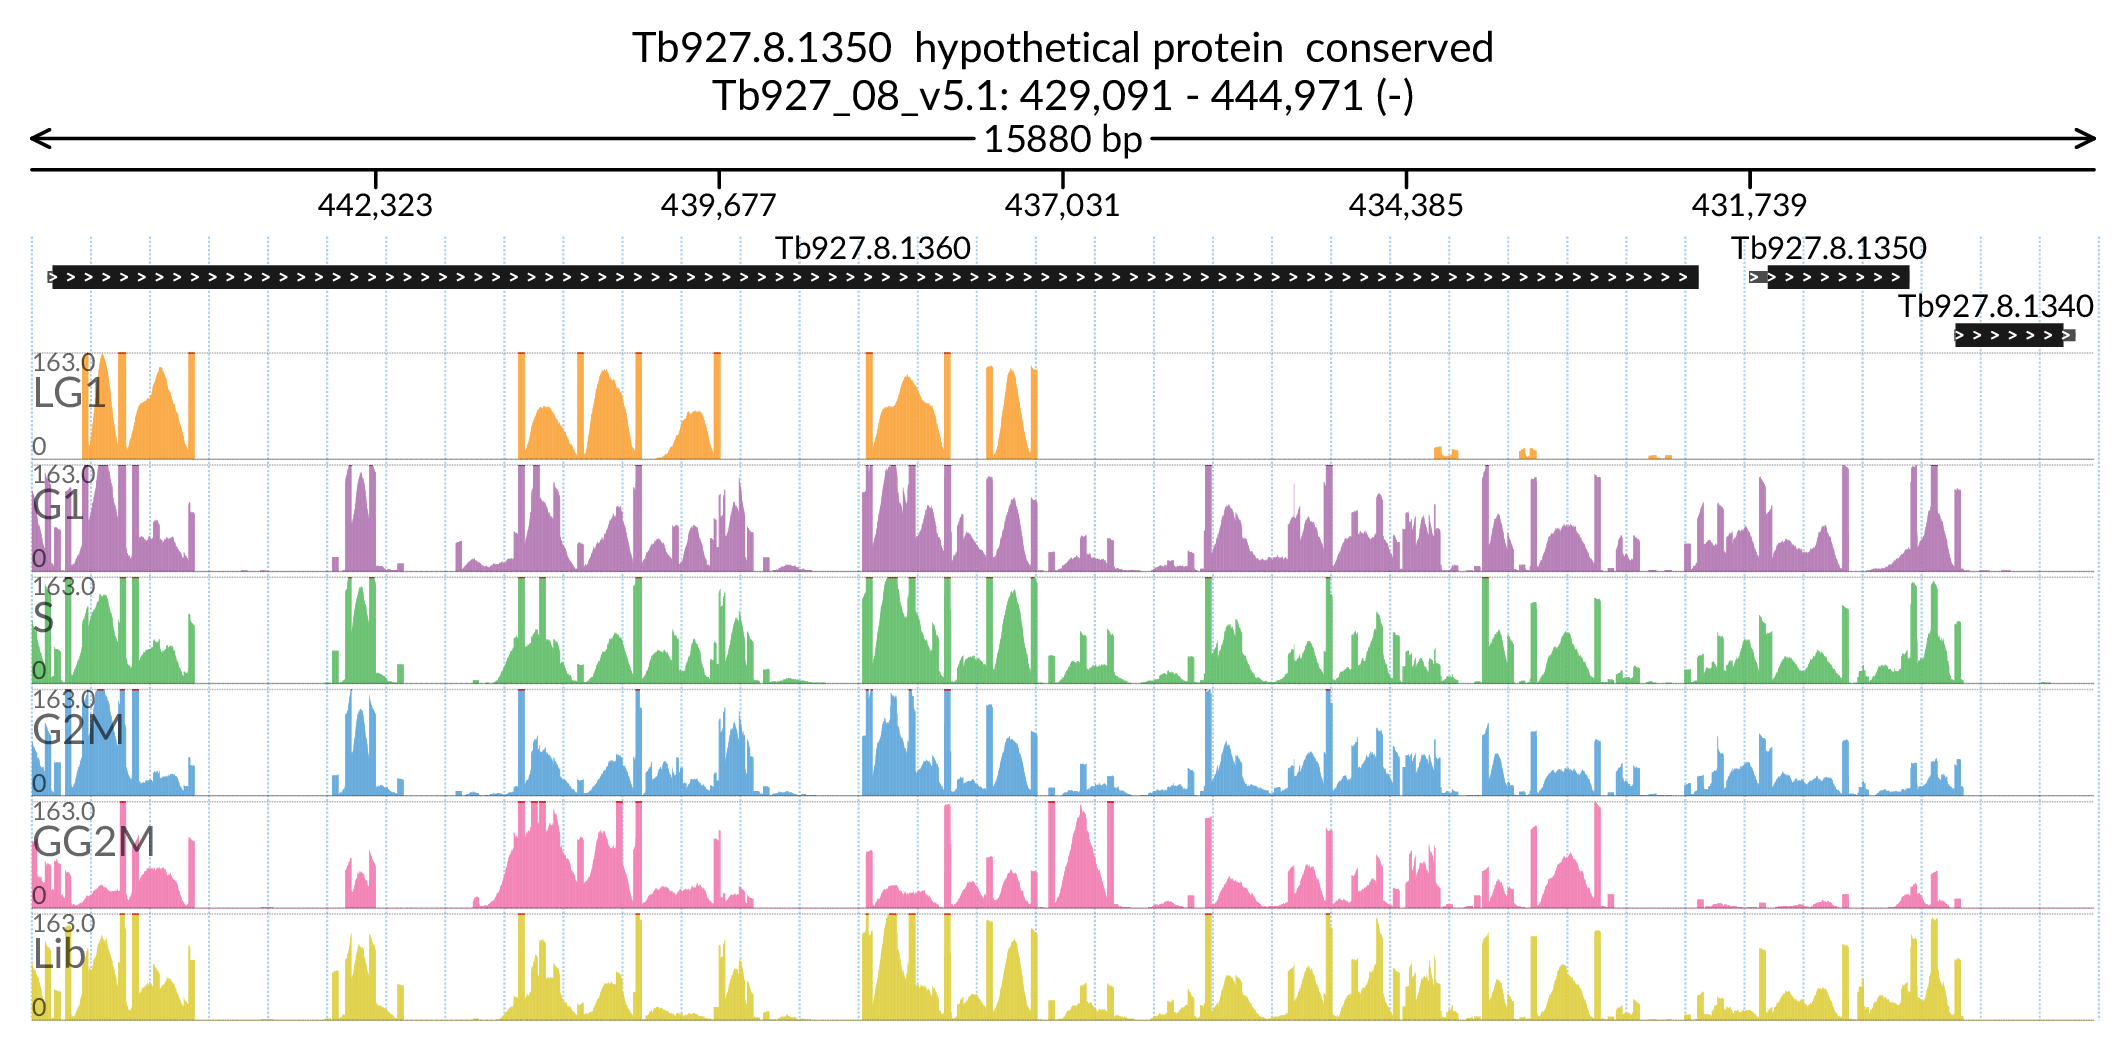 Tb927.8.1350  hypothetical protein  conserved
Tb927_08_v5.1: 429,091 - 444,971 (-)
15880 bp
442,323 439,677 437,031 434,385 431,739
Tb927.8.1360 Tb927.8.1350
Tb927.8.1340
163.0
LG1
0
163.0
G1
0
163.0
S
0
163.0
G2M
0
163.0
GG2M
0
163.0
Lib
0